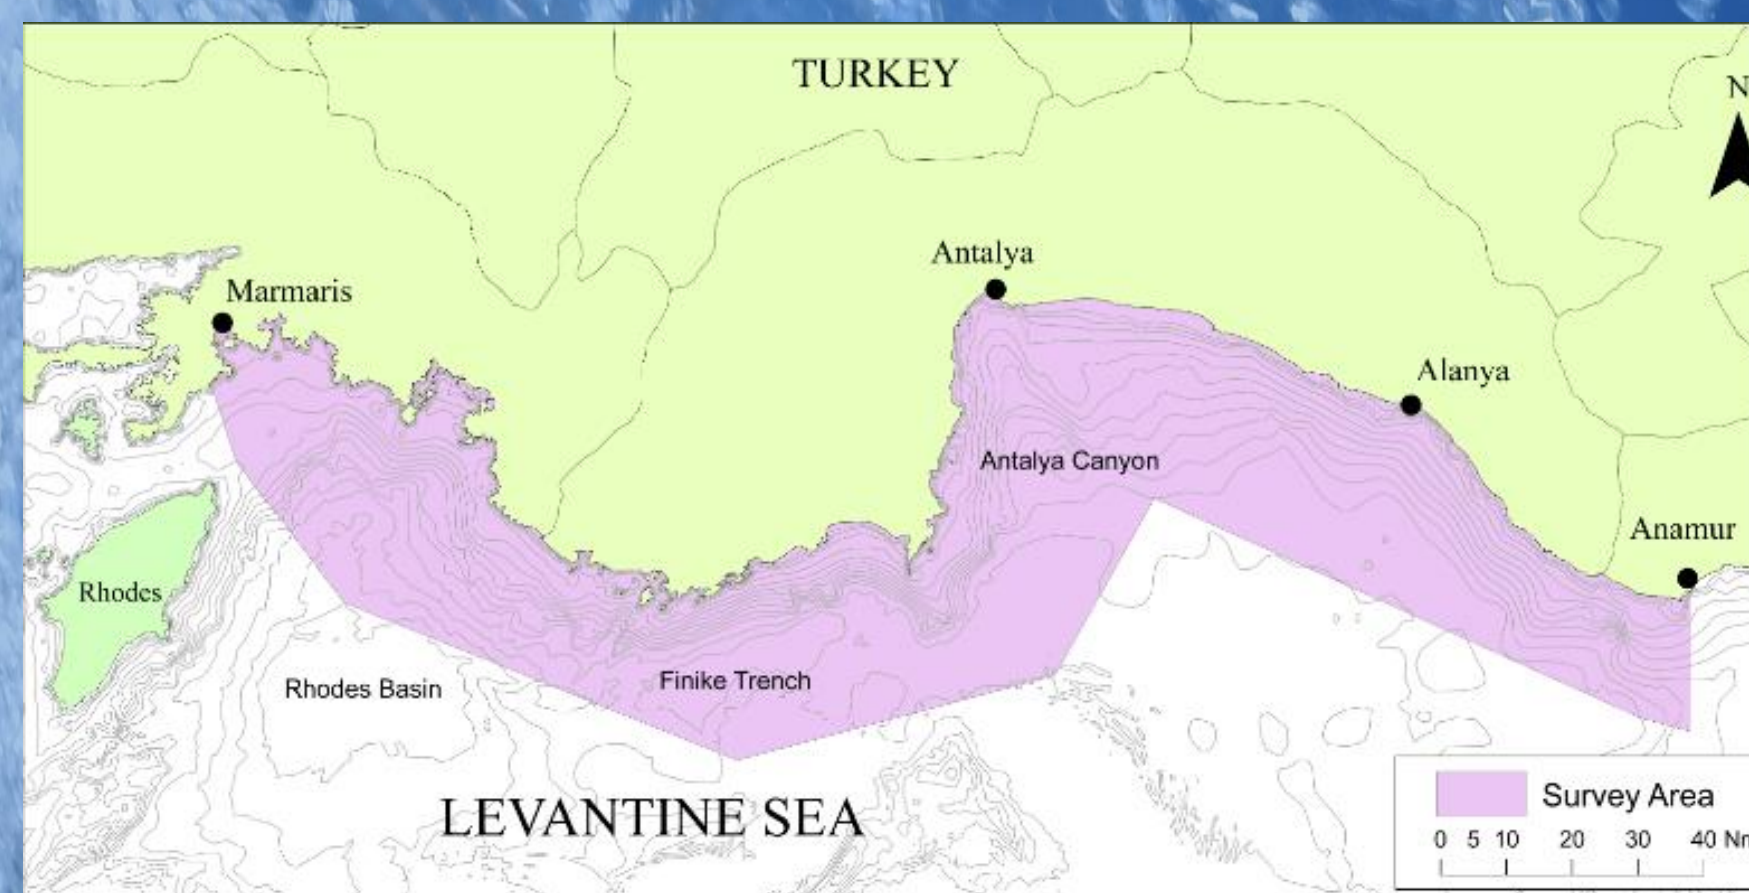 TURKEY
N
Antalya
Marmaris
Alanya
Antalya Canyon
Anamur
Rhodes
Finike Trench
Rhodes Basin
LEVANTINE SEA
Survey Area
0 5 10 20 30 40